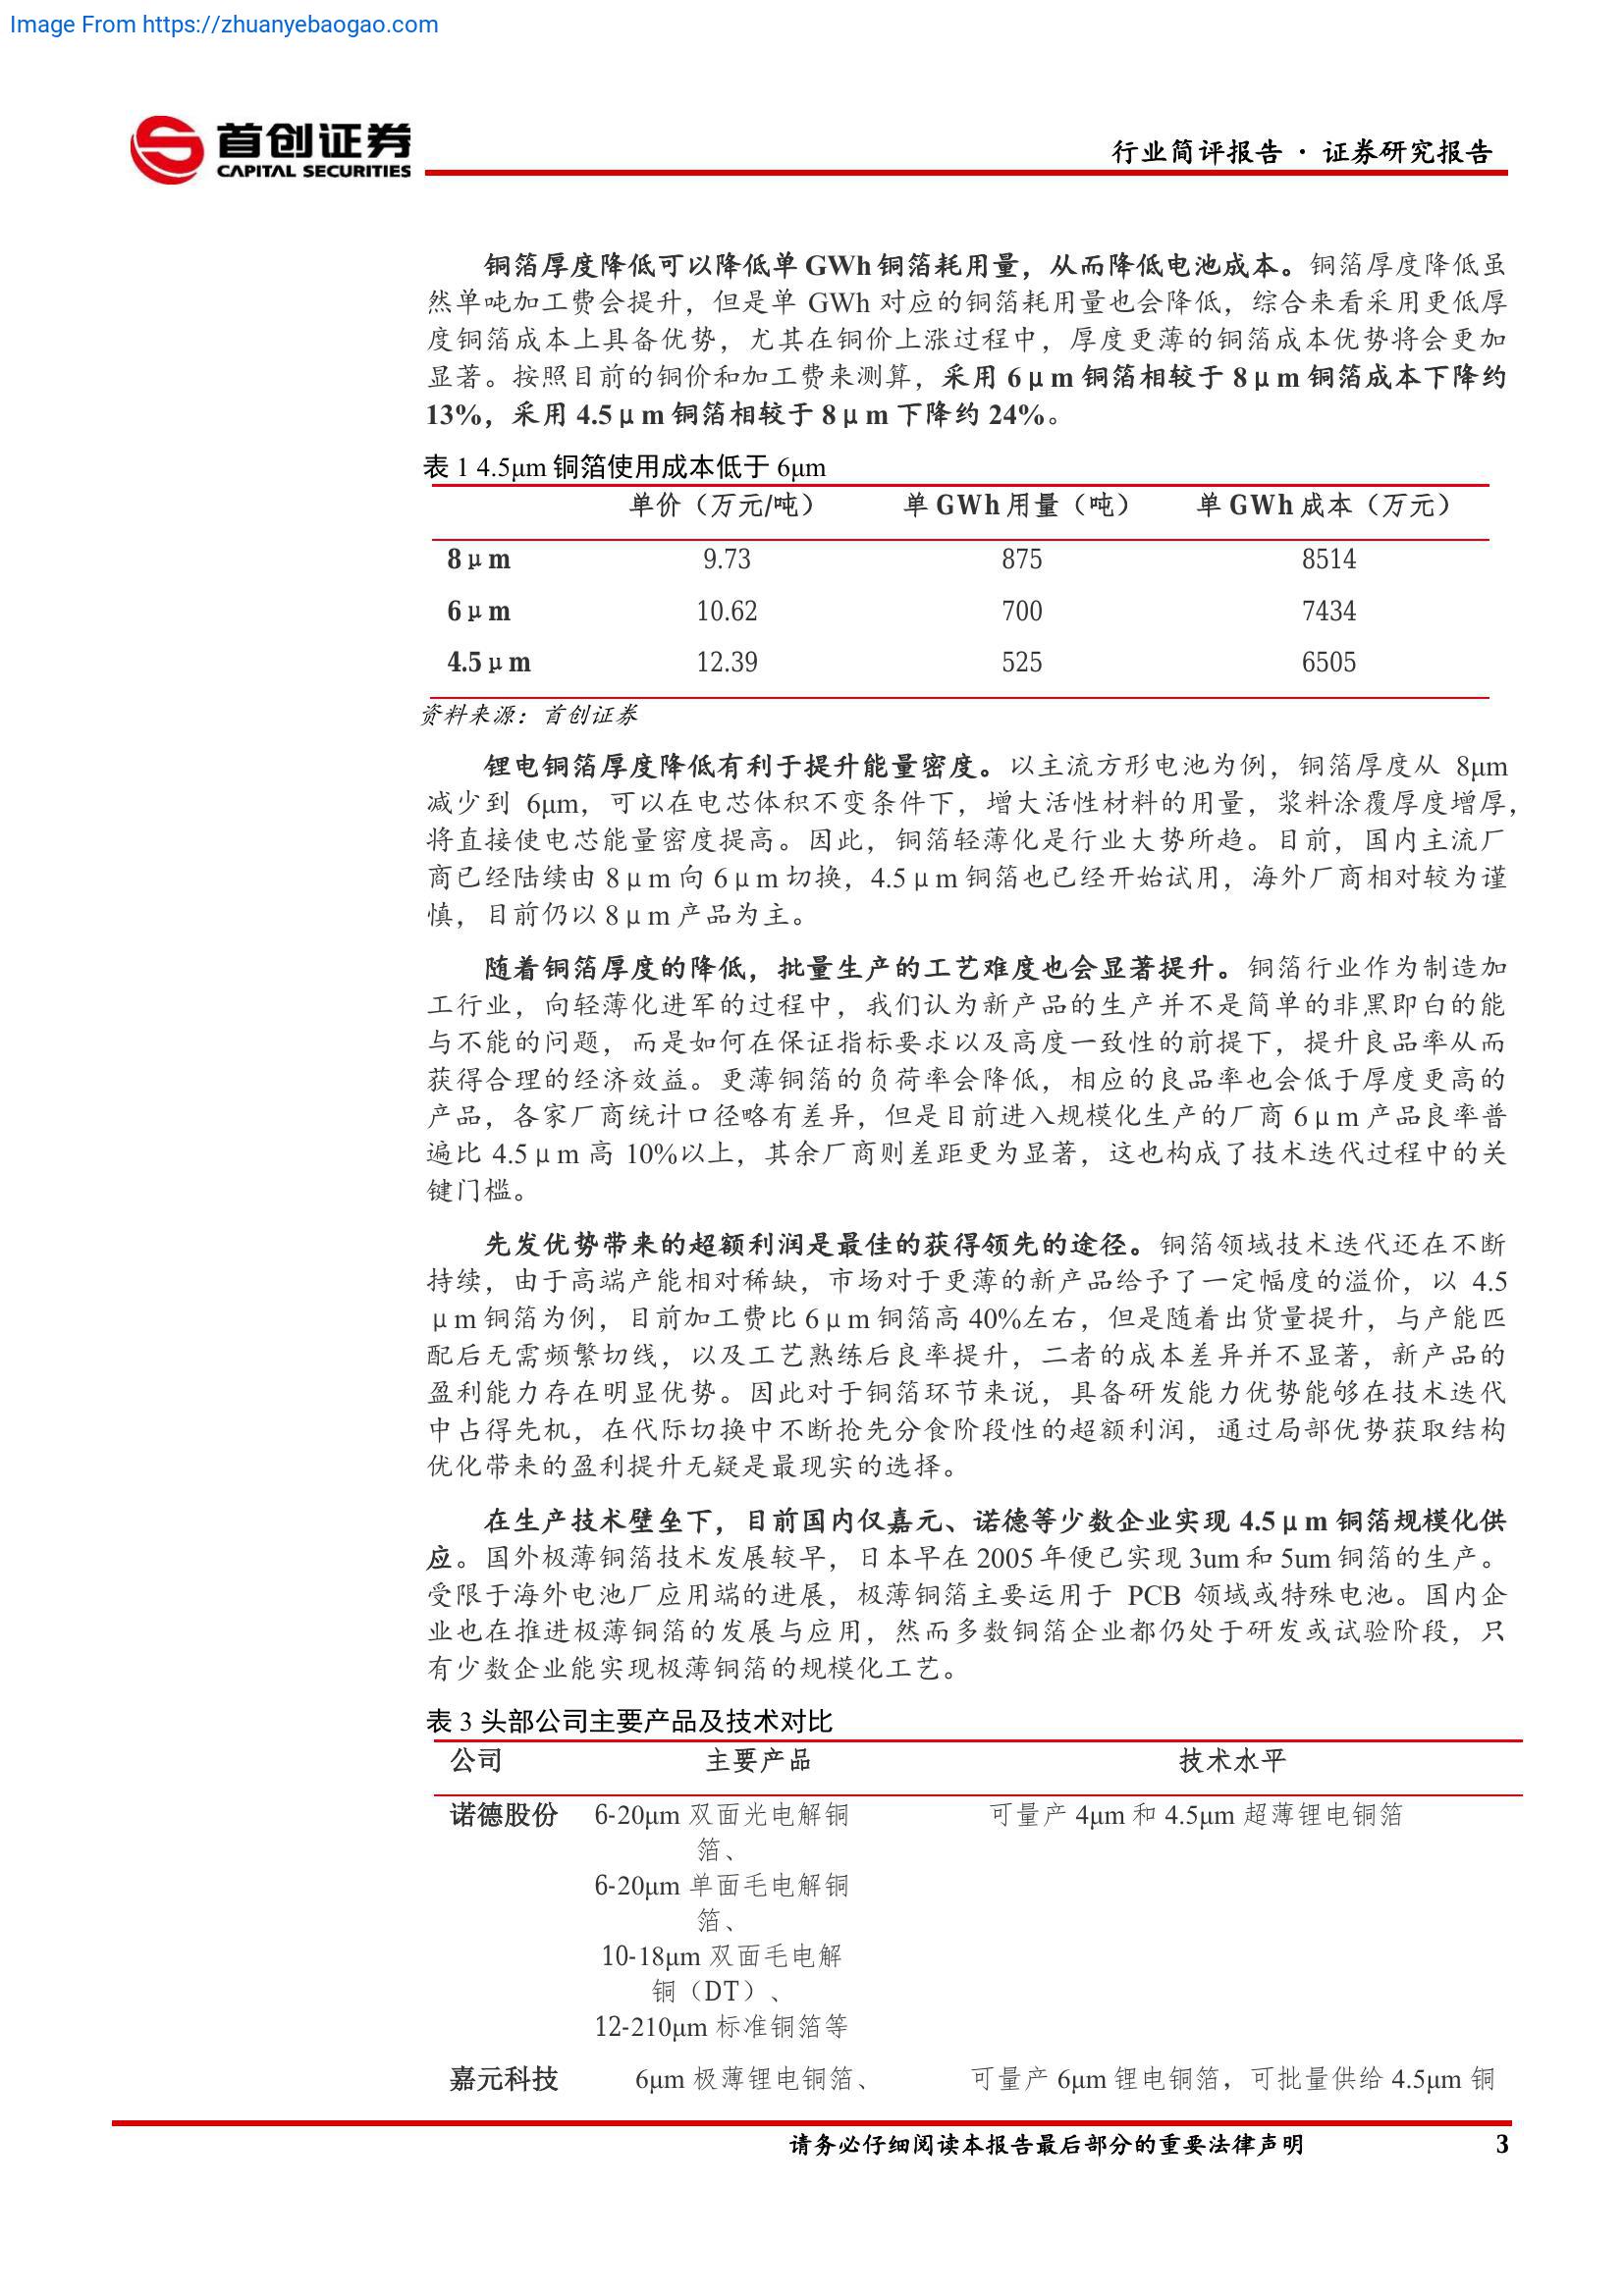 Image From https://zhuanyebaogao.com
首创证券
CAPITAL SECURITIES
行业简评报告 · 证券研究报告
铜箔厚度降低可以降低单 GWh 铜箔耗用量，从而降低电池成本。铜箔厚度降低虽
然单吨加工费会提升，但是单 GWh 对应的铜箔耗用量也会降低，综合来看采用更低厚
度铜箔成本上具备优势，尤其在铜价上涨过程中，厚度更薄的铜箔成本优势将会更加
显著。按照目前的铜价和加工费来测算，采用 6μm 铜箔相较于 8μm 铜箔成本下降约
13%，采用 4.5μm 铜箔相较于 8μm 下降约 24%。
表 1 4.5μm 铜箔使用成本低于 6μm
单价（万元/吨） 单 GWh 用量（吨） 单 GWh 成本（万元）
8μm 9.73 875 8514
6μm 10.62 700 7434
4.5μm 12.39 525 6505
资料来源：首创证券
锂电铜箔厚度降低有利于提升能量密度。以主流方形电池为例，铜箔厚度从 8μm
减少到 6μm，可以在电芯体积不变条件下，增大活性材料的用量，浆料涂覆厚度增厚，
将直接使电芯能量密度提高。因此，铜箔轻薄化是行业大势所趋。目前，国内主流厂
商已经陆续由 8μm 向 6μm 切换，4.5μm 铜箔也已经开始试用，海外厂商相对较为谨
慎，目前仍以 8μm 产品为主。
随着铜箔厚度的降低，批量生产的工艺难度也会显著提升。铜箔行业作为制造加
工行业，向轻薄化进军的过程中，我们认为新产品的生产并不是简单的非黑即白的能
与不能的问题，而是如何在保证指标要求以及高度一致性的前提下，提升良品率从而
获得合理的经济效益。更薄铜箔的负荷率会降低，相应的良品率也会低于厚度更高的
产品，各家厂商统计口径略有差异，但是目前进入规模化生产的厂商 6μm 产品良率普
遍比 4.5μm 高 10%以上，其余厂商则差距更为显著，这也构成了技术迭代过程中的关
键门槛。
先发优势带来的超额利润是最佳的获得领先的途径。铜箔领域技术迭代还在不断
持续，由于高端产能相对稀缺，市场对于更薄的新产品给予了一定幅度的溢价，以 4.5
μm 铜箔为例，目前加工费比 6μm 铜箔高 40%左右，但是随着出货量提升，与产能匹
配后无需频繁切线，以及工艺熟练后良率提升，二者的成本差异并不显著，新产品的
盈利能力存在明显优势。因此对于铜箔环节来说，具备研发能力优势能够在技术迭代
中占得先机，在代际切换中不断抢先分食阶段性的超额利润，通过局部优势获取结构
优化带来的盈利提升无疑是最现实的选择。
在生产技术壁垒下，目前国内仅嘉元、诺德等少数企业实现 4.5μm 铜箔规模化供
应。国外极薄铜箔技术发展较早，日本早在 2005 年便已实现 3um 和 5um 铜箔的生产。
受限于海外电池厂应用端的进展，极薄铜箔主要运用于 PCB 领域或特殊电池。国内企
业也在推进极薄铜箔的发展与应用，然而多数铜箔企业都仍处于研发或试验阶段，只
有少数企业能实现极薄铜箔的规模化工艺。
表 3 头部公司主要产品及技术对比
公司 主要产品 技术水平
诺德股份 6-20μm 双面光电解铜 可量产 4μm 和 4.5μm 超薄锂电铜箔
箔、
6-20μm 单面毛电解铜
箔、
10-18μm 双面毛电解
铜（DT）、
12-210μm 标准铜箔等
嘉元科技 6μm 极薄锂电铜箔、 可量产 6μm 锂电铜箔，可批量供给 4.5μm 铜
请务必仔细阅读本报告最后部分的重要法律声明 3